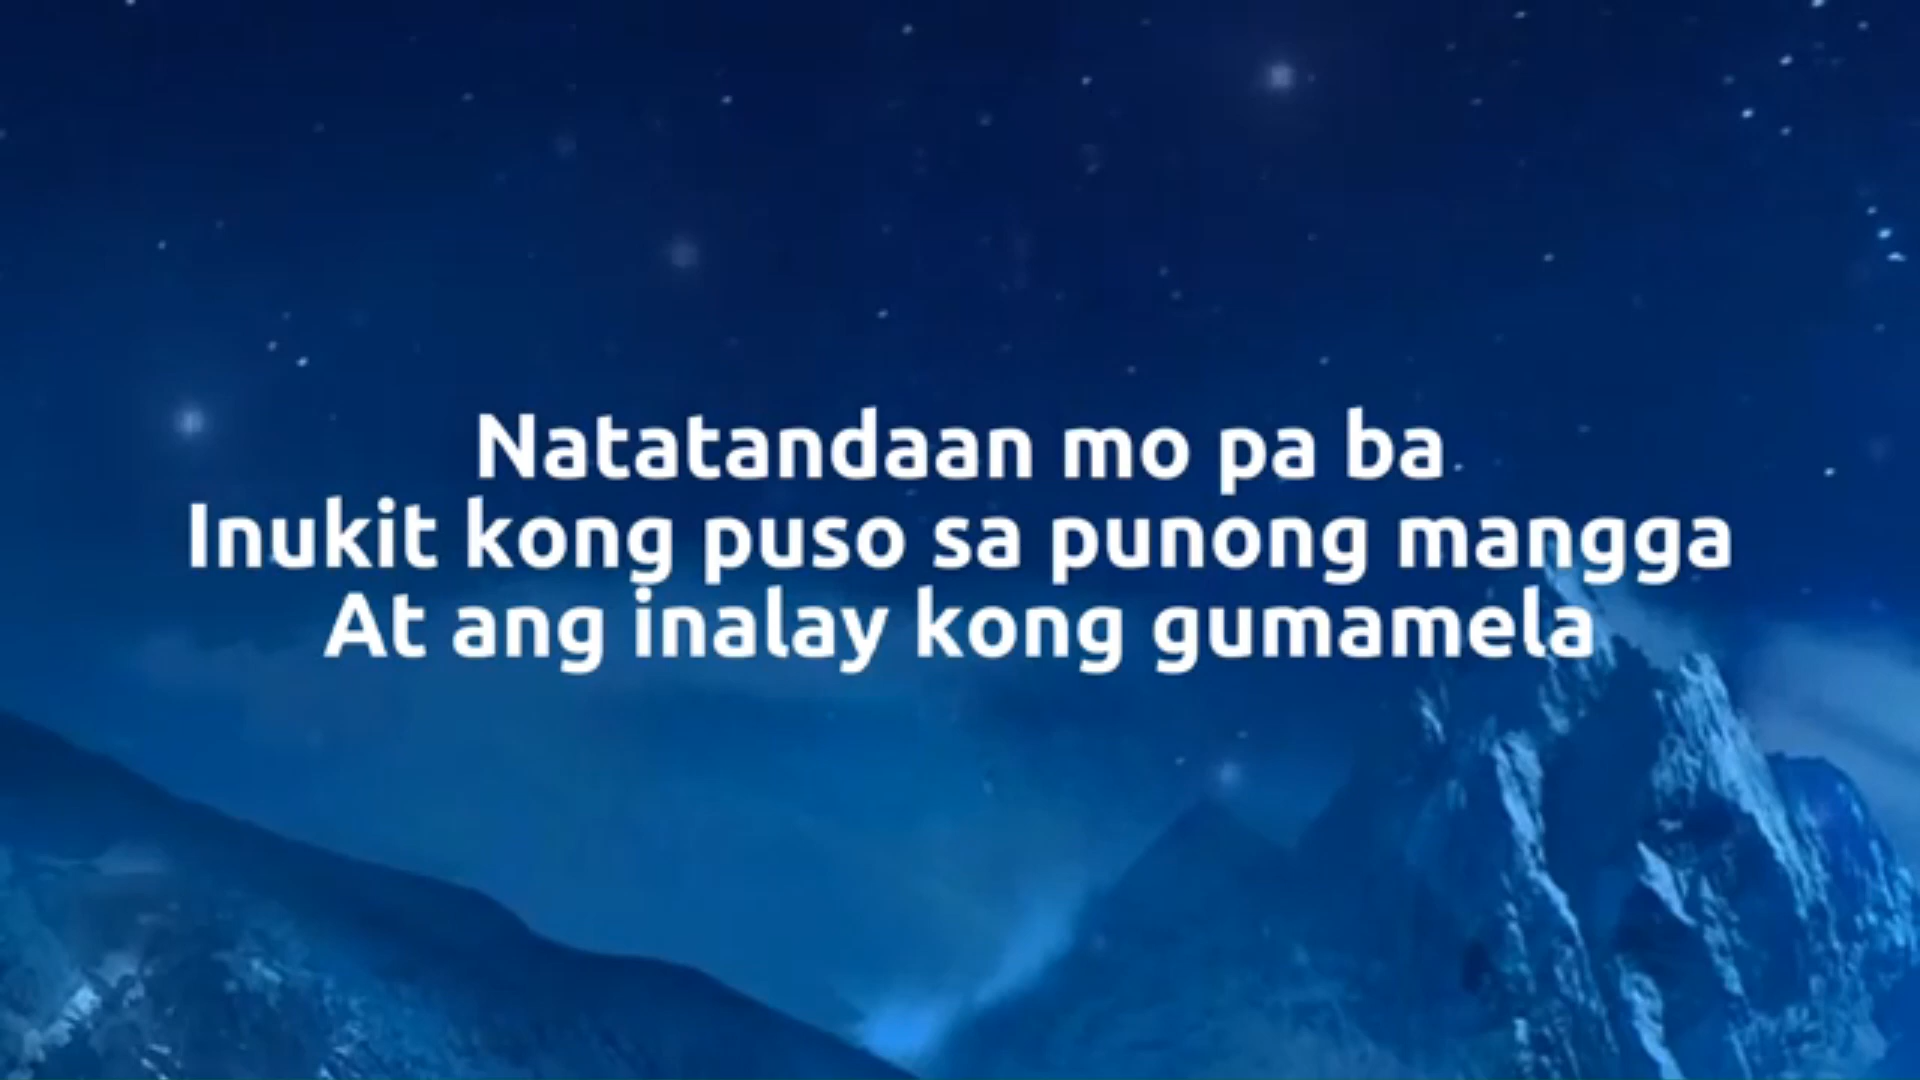 Natatandaan mo pa ba
Inukit kong puso sa punong mangga
At ang inalay kong gumamela